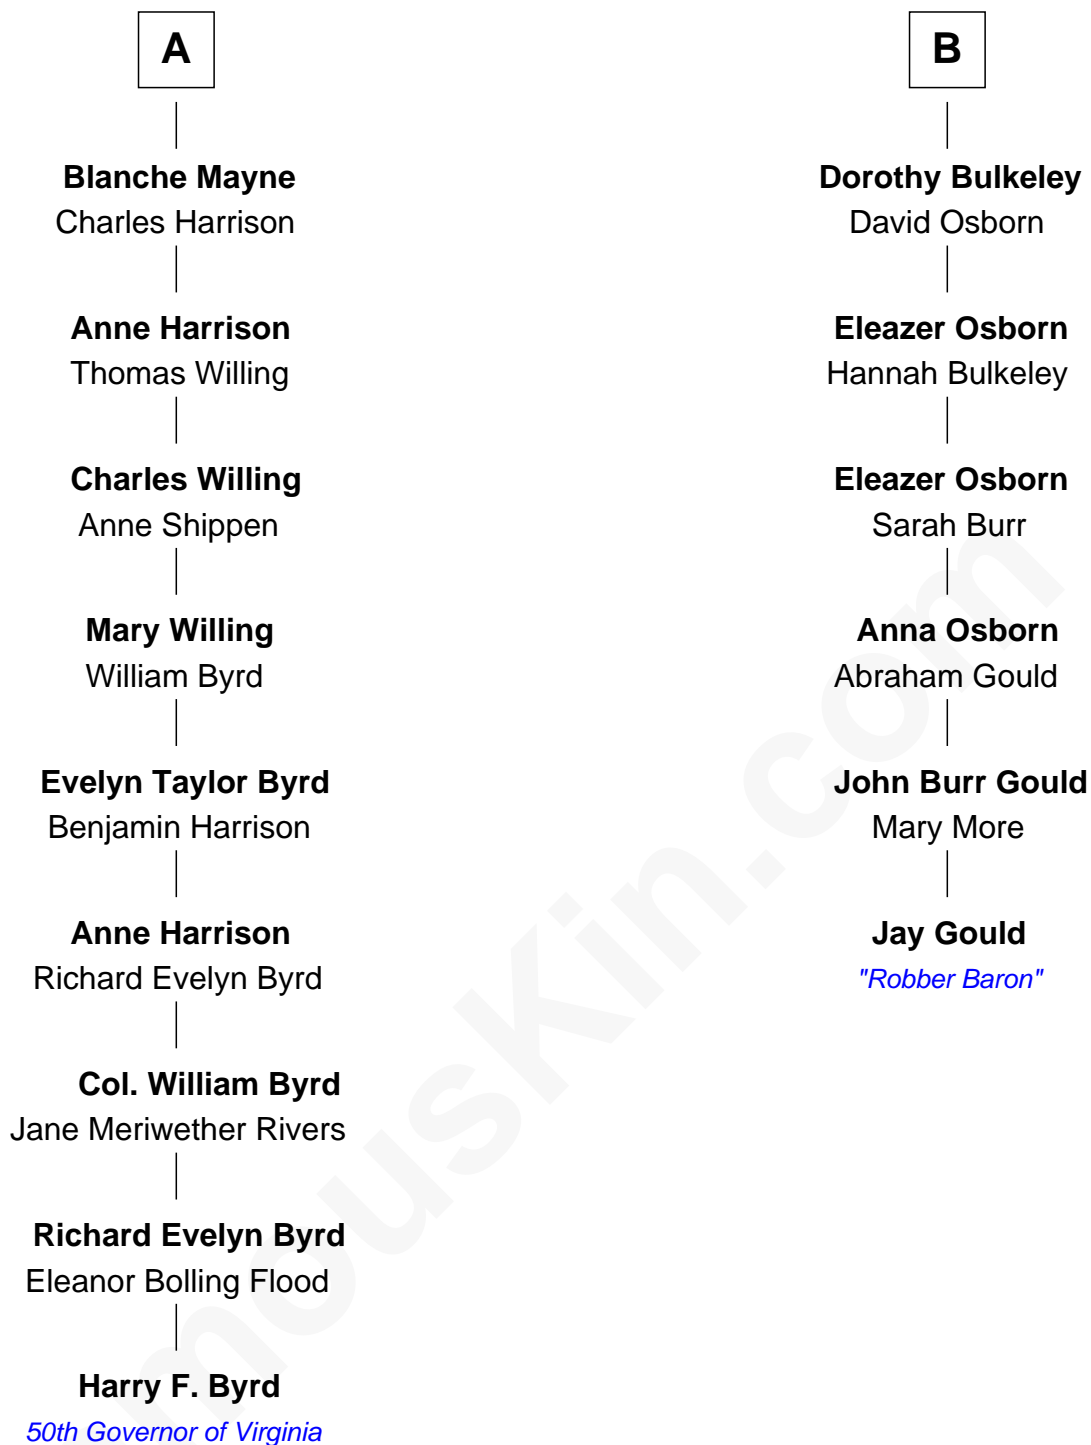 A
Blanche Mayne
Charles Harrison
Anne Harrison
Thomas Willing
Charles Willing
Anne Shippen
Mary Willing
William Byrd
Evelyn Taylor Byrd
Benjamin Harrison
Anne Harrison
Richard Evelyn Byrd
Col. William Byrd
Jane Meriwether Rivers
Richard Evelyn Byrd
Eleanor Bolling Flood
Harry F. Byrd
50th Governor of Virginia
B
Dorothy Bulkeley
David Osborn
Eleazer Osborn
Hannah Bulkeley
Eleazer Osborn
Sarah Burr
Anna Osborn
Abraham Gould
John Burr Gould
Mary More
Jay Gould
"Robber Baron"
mousKin.com